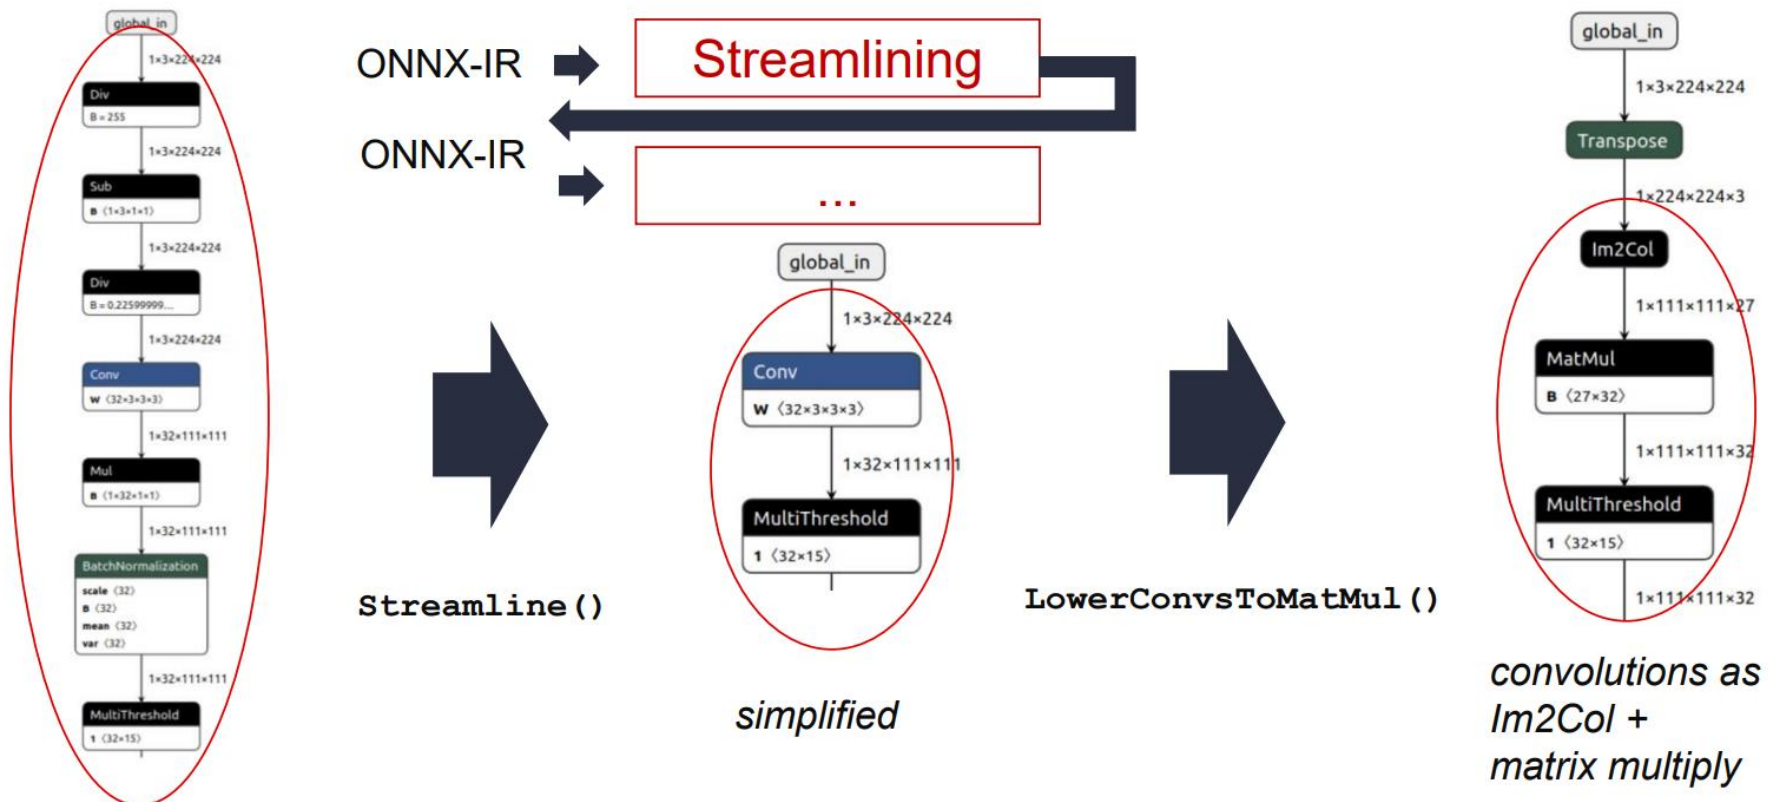 global_in
1×3×224×224
Div
B = 255
1×3×224×224
Sub
B ⟨1×3×1×1⟩
1×3×224×224
Div
B = 0.22599999...
1×3×224×224
Conv
W ⟨32×3×3×3⟩
1×32×111×111
Mul
B ⟨1×32×1×1⟩
1×32×111×111
BatchNormalization
scale ⟨32⟩
B ⟨32⟩
mean ⟨32⟩
var ⟨32⟩
1×32×111×111
MultiThreshold
1 ⟨32×15⟩
ONNX-IR
Streamlining
ONNX-IR
...
Streamline()
global_in
1×3×224×224
Conv
W ⟨32×3×3×3⟩
1×32×111×111
MultiThreshold
1 ⟨32×15⟩
simplified
LowerConvsToMatMul()
global_in
1×3×224×224
Transpose
1×224×224×3
Im2Col
1×111×111×27
MatMul
B ⟨27×32⟩
1×111×111×32
MultiThreshold
1 ⟨32×15⟩
1×111×111×32
convolutions as
Im2Col +
matrix multiply